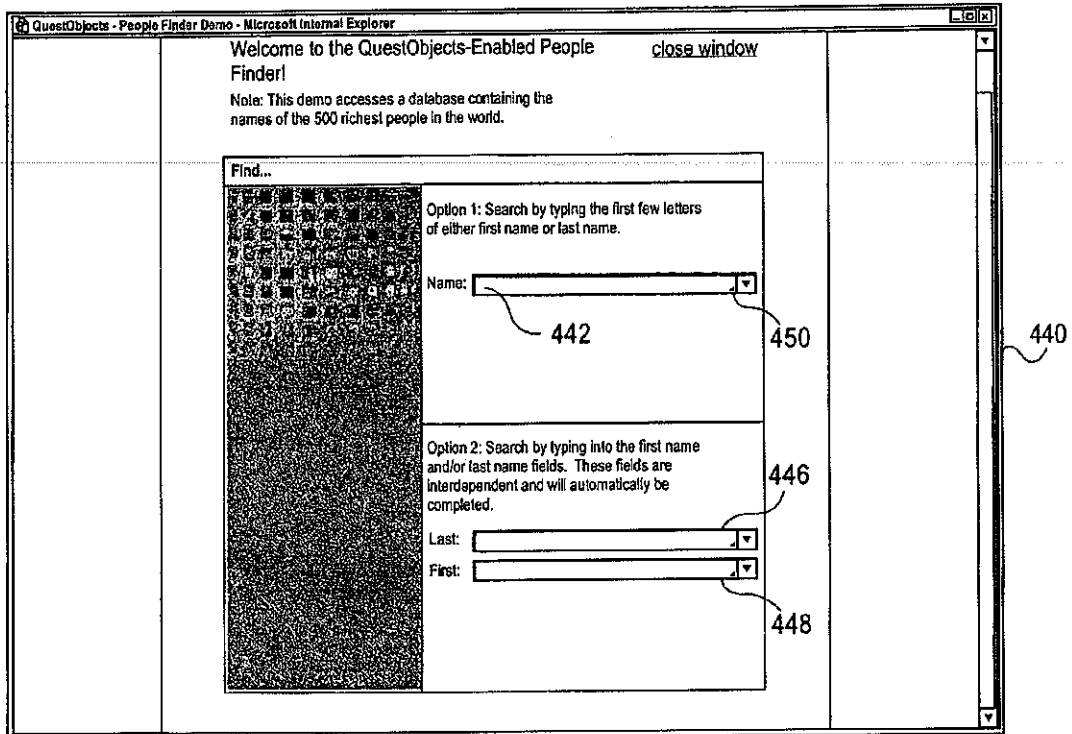 QuestObjects - People Finder Demo - Microsoft Internet Explorer
Welcome to the QuestObjects-Enabled People
Finder!
close window
Note: This demo accesses a database containing the
names of the 500 richest people in the world.
Find...
Option 1: Search by typing the first few letters
of either first name or last name.
Name:
442
450
440
Option 2: Search by typing into the first name
and/or last name fields. These fields are
interdependent and will automatically be
completed.
446
Last:
First:
448